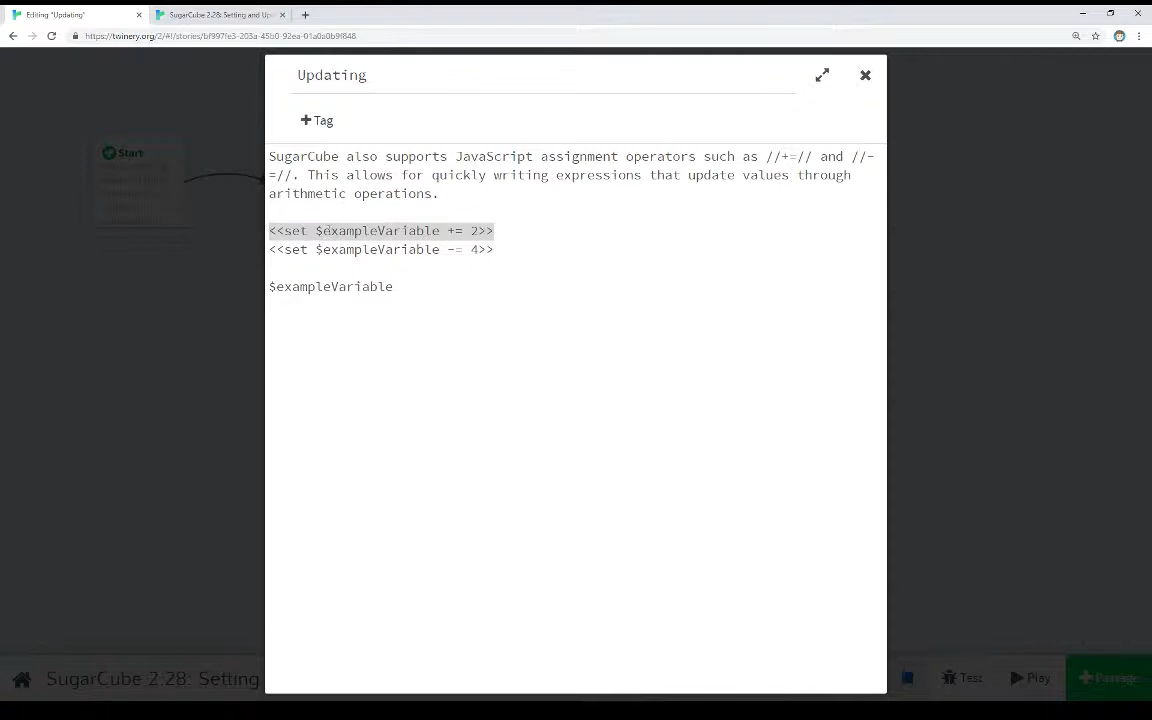 Editing "Updating"
SugarCube 2.28: Setting and Up
https://twinery.org/2/#!/stories/bf997fe3-203a-45b0-92ea-01a0a0b9f848
Updating
Tag
Start
SugarCube also supports JavaScript assignment operators such as //+=// and //-
=//. This allows for quickly writing expressions that update values through
arithmetic operations.
<<set $exampleVariable += 2>>
<<set $exampleVariable -= 4>>
$exampleVariable
SugarCube 2.28: Setting
Test
Play
Passage